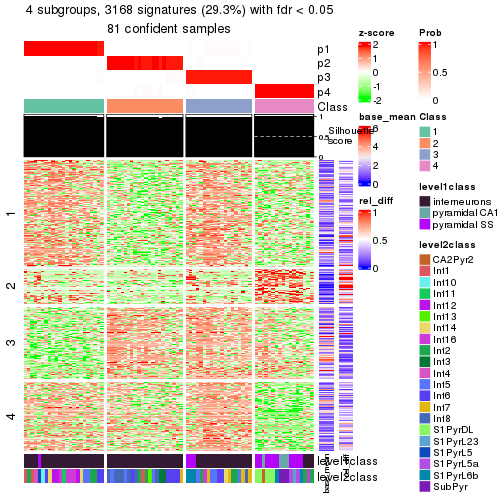 4 subgroups, 3168 signatures (29.3%) with fdr < 0.05
81 confident samples
p1
p2
p3
p4
Class
1
0.5
0
Silhouette
score
1
2
3
4
level1class
level2class
base_mean
z-score
2
1
0
-1
-2
Prob
1
0.5
0
base_mean
6
4
2
0
rel_diff
1
0.5
0
Class
1
2
3
4
level1class
interneurons
pyramidal CA1
pyramidal SS
level2class
CA2Pyr2
Int1
Int10
Int11
Int12
Int13
Int14
Int16
Int2
Int3
Int4
Int5
Int6
Int7
Int8
S1PyrDL
S1PyrL23
S1PyrL5
S1PyrL5a
S1PyrL6b
SubPyr